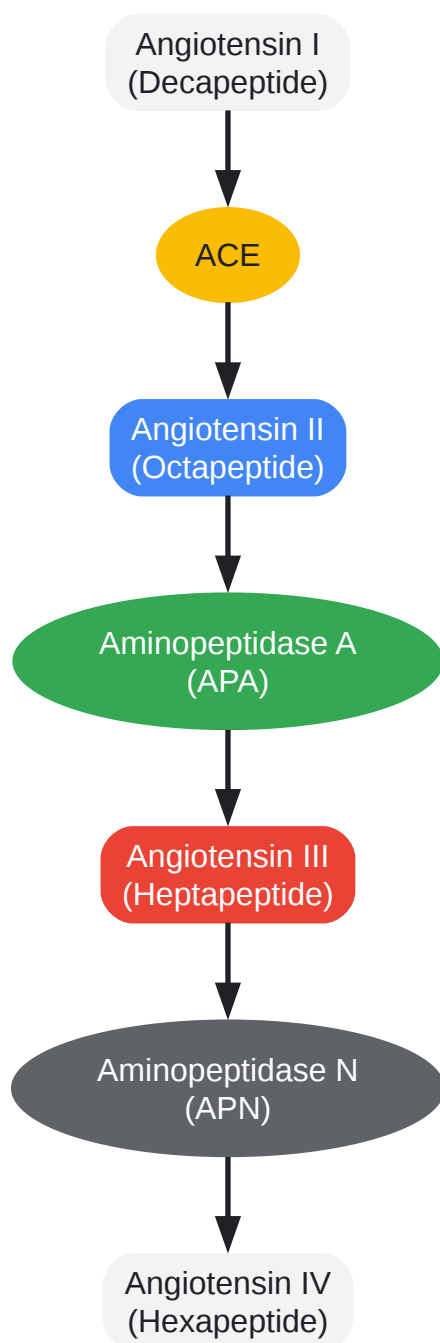 Angiotensin I
(Decapeptide)
ACE
Angiotensin II
(Octapeptide)
Aminopeptidase A
(APA)
Angiotensin III
(Heptapeptide)
Aminopeptidase N
(APN)
Angiotensin IV
(Hexapeptide)